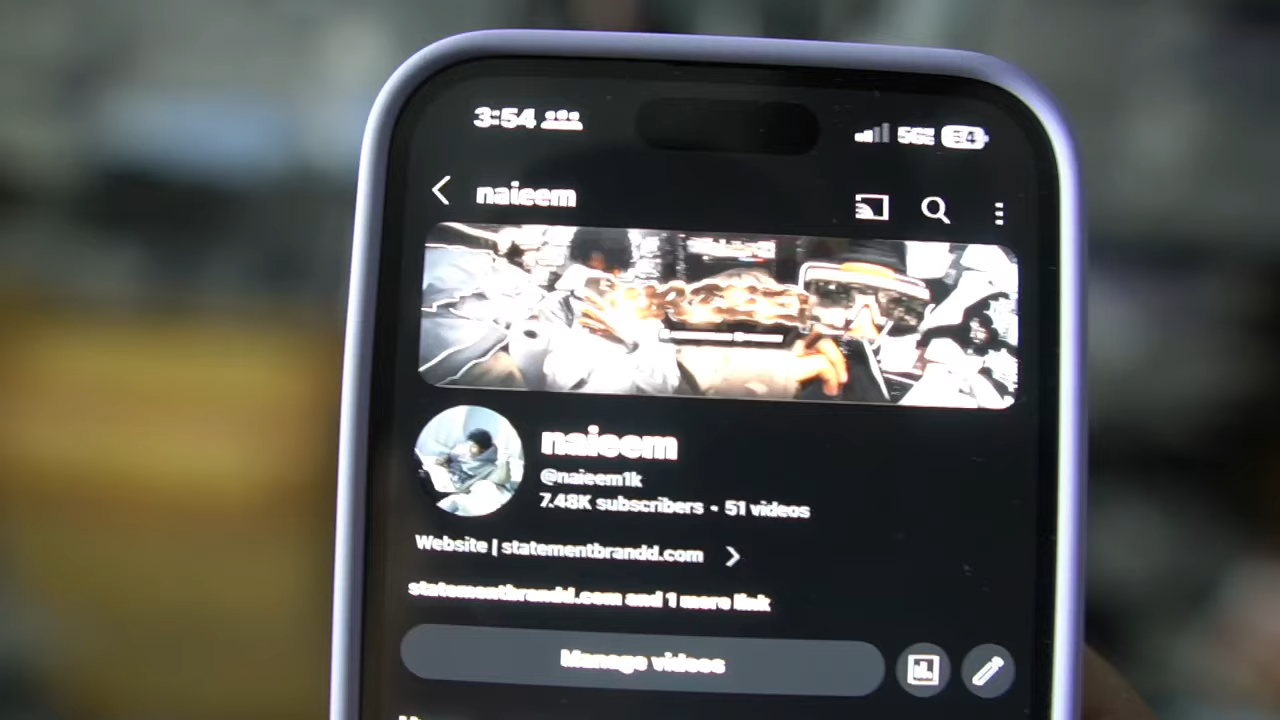 3:54
naieem
naieem
@naieem1k
7.48K subscribers • 51 videos
Website | statementbrandd.com
statementbrandd.com and 1 more link
Manage videos